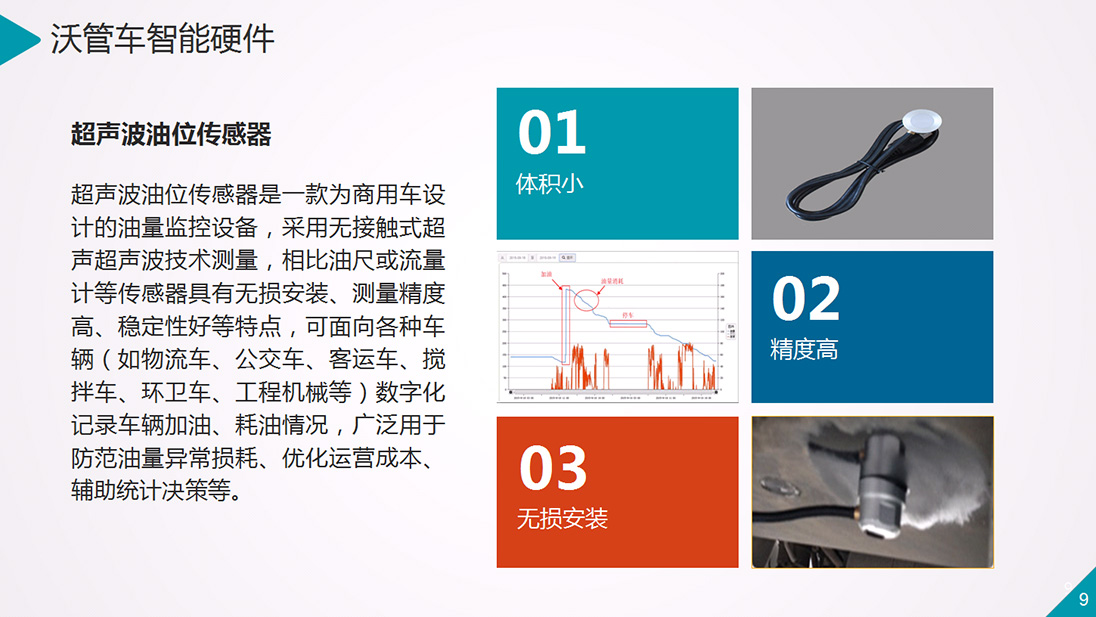 沃管车智能硬件
超声波油位传感器
超声波油位传感器是一款为商用车设
计的油量监控设备，采用无接触式超
声超声波技术测量，相比油尺或流量
计等传感器具有无损安装、测量精度
高、稳定性好等特点，可面向各种车
辆（如物流车、公交车、客运车、搅
拌车、环卫车、工程机械等）数字化
记录车辆加油、耗油情况，广泛用于
防范油量异常损耗、优化运营成本、
辅助统计决策等。
01
体积小
加油
油量消耗
停车
02
精度高
03
无损安装
9